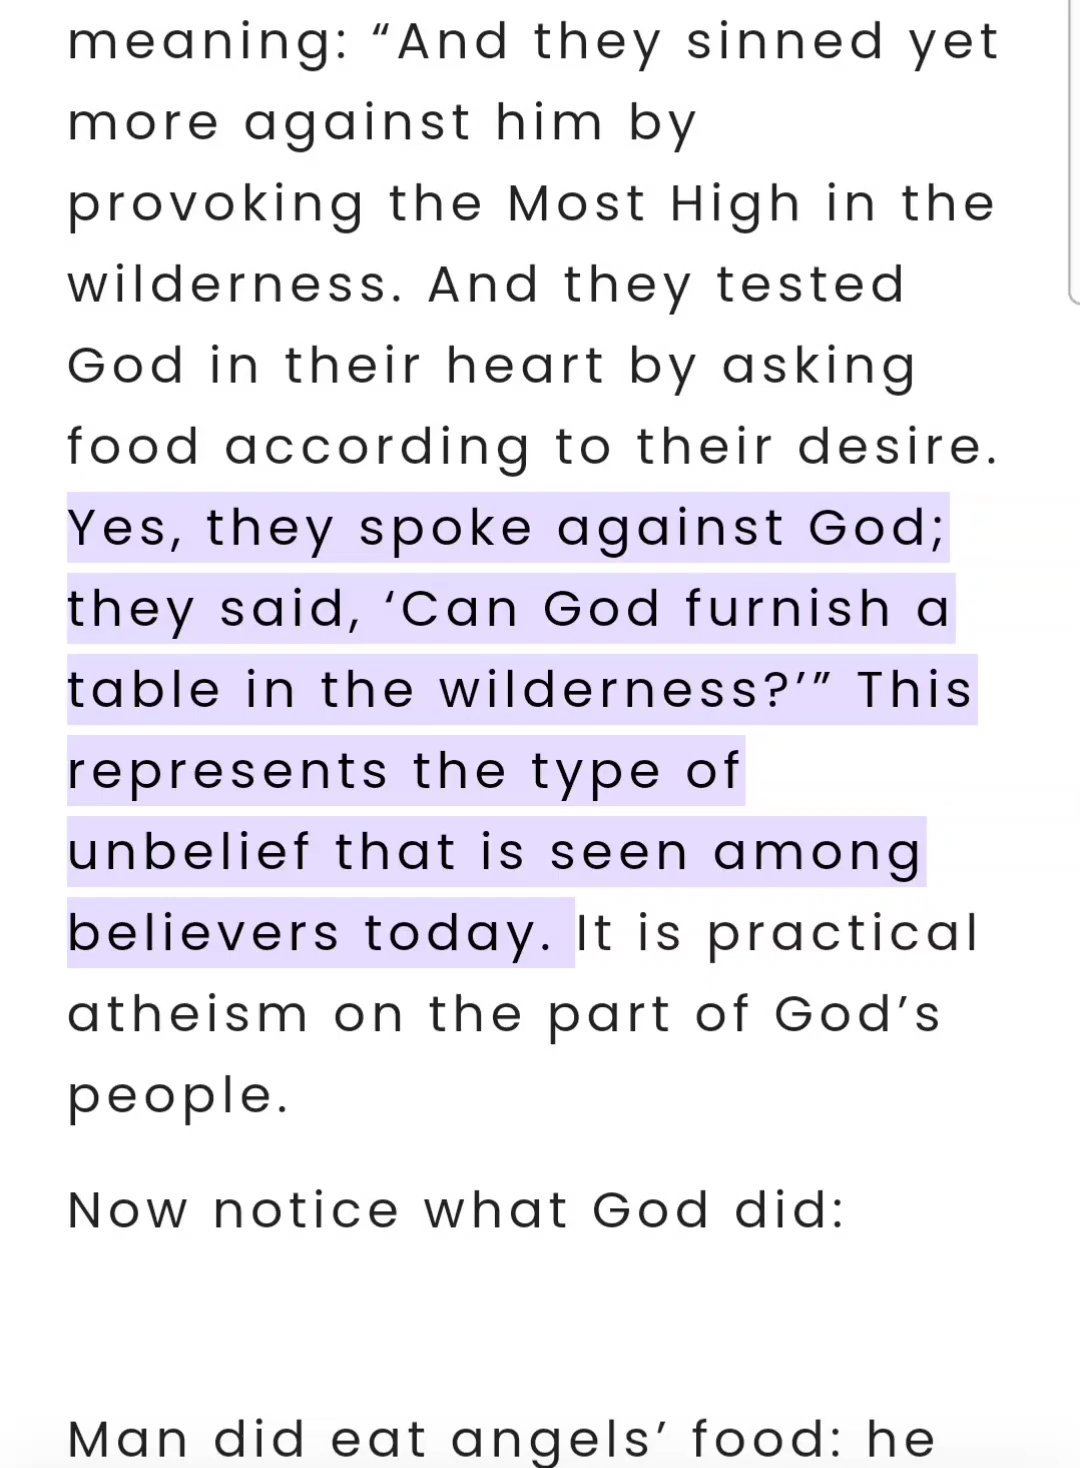 meaning: “And they sinned yet
more against him by
provoking the Most High in the
wilderness. And they tested
God in their heart by asking
food according to their desire.
Yes, they spoke against God;
they said, ‘Can God furnish a
table in the wilderness?’” This
represents the type of
unbelief that is seen among
believers today. It is practical
atheism on the part of God’s
people.
Now notice what God did:
Man did eat angels’ food: he